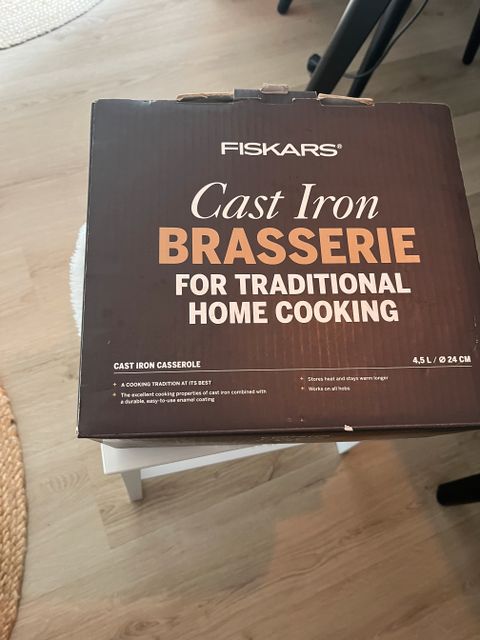 FISKARS®
Cast Iron
BRASSERIE
FOR TRADITIONAL
HOME COOKING
CAST IRON CASSEROLE
4,5 L / Ø 24 CM
+ A COOKING TRADITION AT ITS BEST
+ The excellent cooking properties of cast iron combined with
a durable, easy-to-use enamel coating
+ Stores heat and stays warm longer
+ Works on all hobs